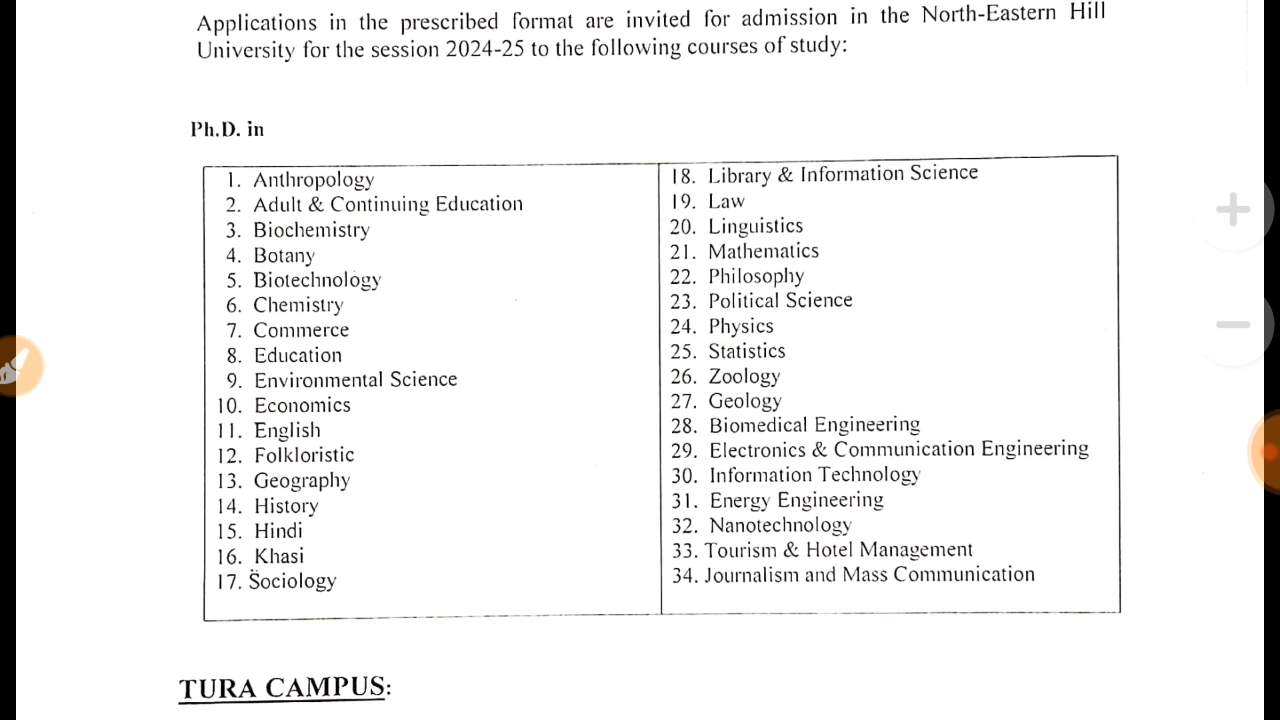 Applications in the prescribed format are invited for admission in the North-Eastern Hill
University for the session 2024-25 to the following courses of study:
Ph.D. in
1. Anthropology
2. Adult & Continuing Education
3. Biochemistry
4. Botany
5. Biotechnology
6. Chemistry
7. Commerce
8. Education
9. Environmental Science
10. Economics
11. English
12. Folkloristic
13. Geography
14. History
15. Hindi
16. Khasi
17. Sociology
18. Library & Information Science
19. Law
20. Linguistics
21. Mathematics
22. Philosophy
23. Political Science
24. Physics
25. Statistics
26. Zoology
27. Geology
28. Biomedical Engineering
29. Electronics & Communication Engineering
30. Information Technology
31. Energy Engineering
32. Nanotechnology
33. Tourism & Hotel Management
34. Journalism and Mass Communication
TURA CAMPUS: